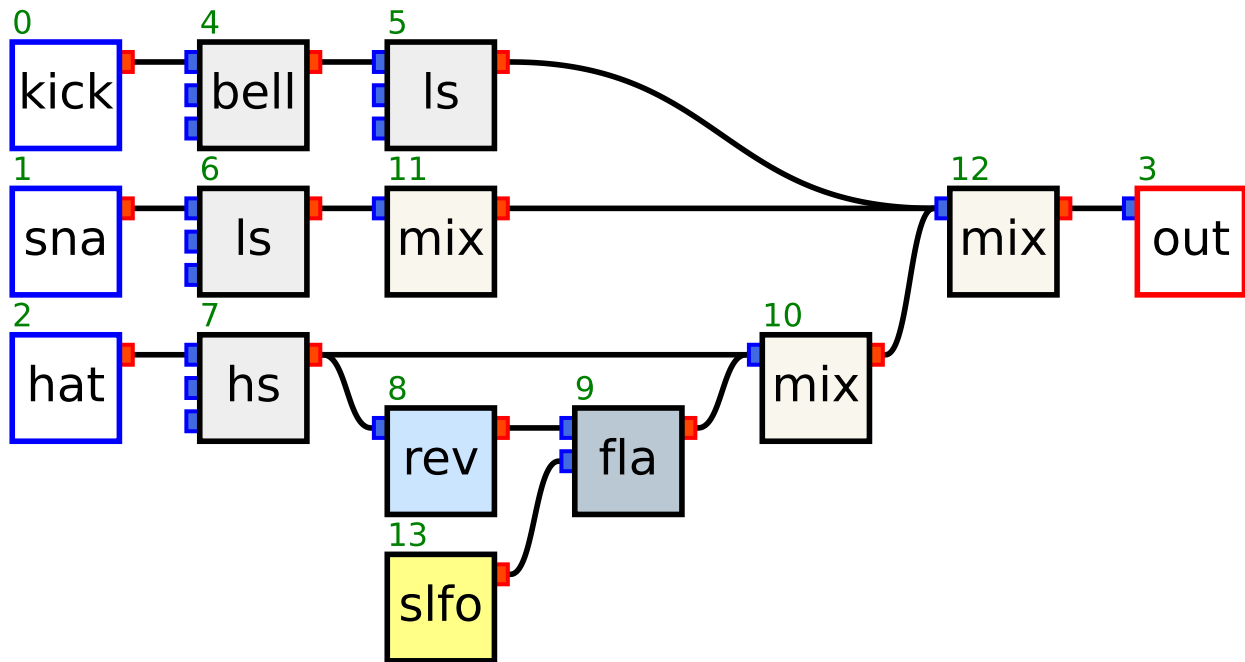 0 4 5
kick bell ls
1 6 11 12 3
sna ls mix mix out
2 7 10
hat hs mix
8 9
rev fla
13
slfo